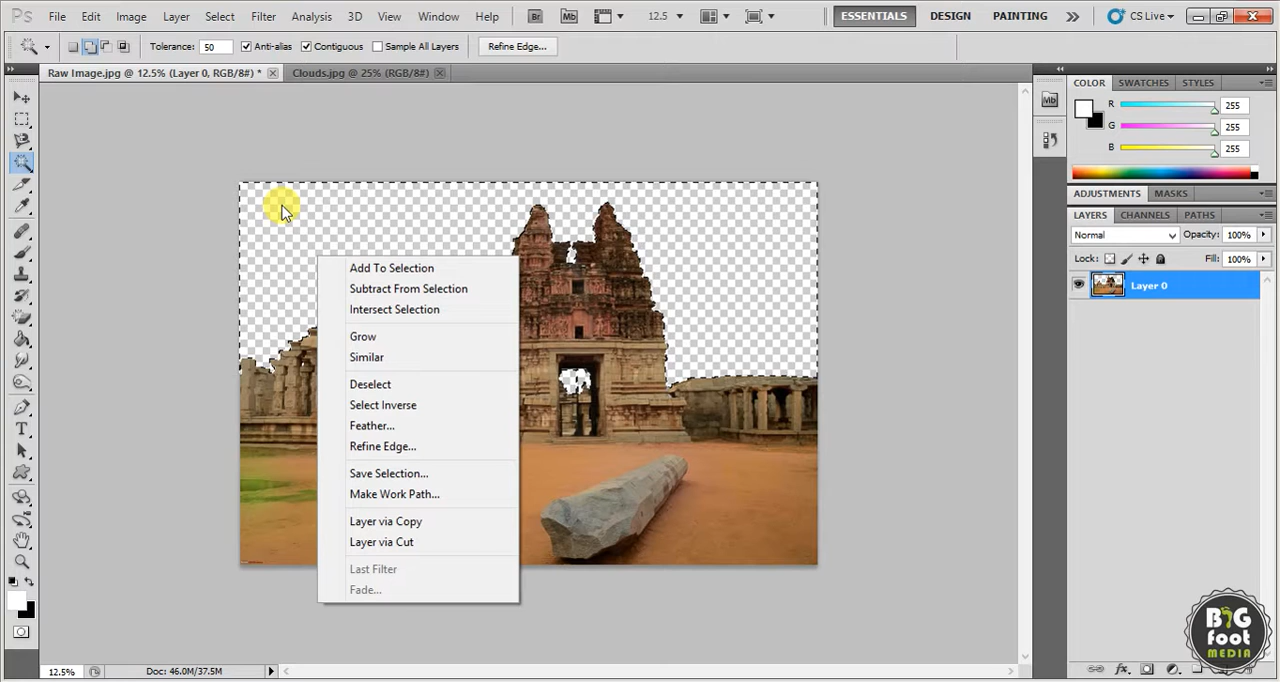 Ps File Edit Image Layer Select Filter Analysis 3D View Window Help Br Mb 12.5 ESSENTIALS DESIGN PAINTING CS Live
Tolerance: 50 Anti-alias Contiguous Sample All Layers Refine Edge...
Raw Image.jpg @ 12.5% (Layer 0, RGB/8#) * Clouds.jpg @ 25% (RGB/8#)
Add To Selection
Subtract From Selection
Intersect Selection
Grow
Similar
Deselect
Select Inverse
Feather...
Refine Edge...
Save Selection...
Make Work Path...
Layer via Copy
Layer via Cut
Last Filter
Fade...
Mb
COLOR SWATCHES STYLES
R 255
G 255
B 255
ADJUSTMENTS MASKS
LAYERS CHANNELS PATHS
Normal Opacity: 100%
Lock: Fill: 100%
Layer 0
BIG
foot
MEDIA
12.5% Doc: 46.0M/37.5M